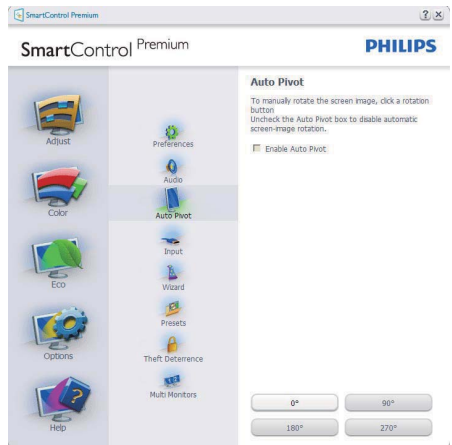 SmartControl Premium
SmartControl Premium
PHILIPS
Adjust
Color
Eco
Options
Help
Preferences
Audio
Auto Pivot
Input
Wizard
Presets
Theft Deterrence
Multi Monitors
Auto Pivot
To manually rotate the screen image, click a rotation
button
Uncheck the Auto Pivot box to disable automatic
screen-image rotation.
Enable Auto Pivot
0°
90°
180°
270°